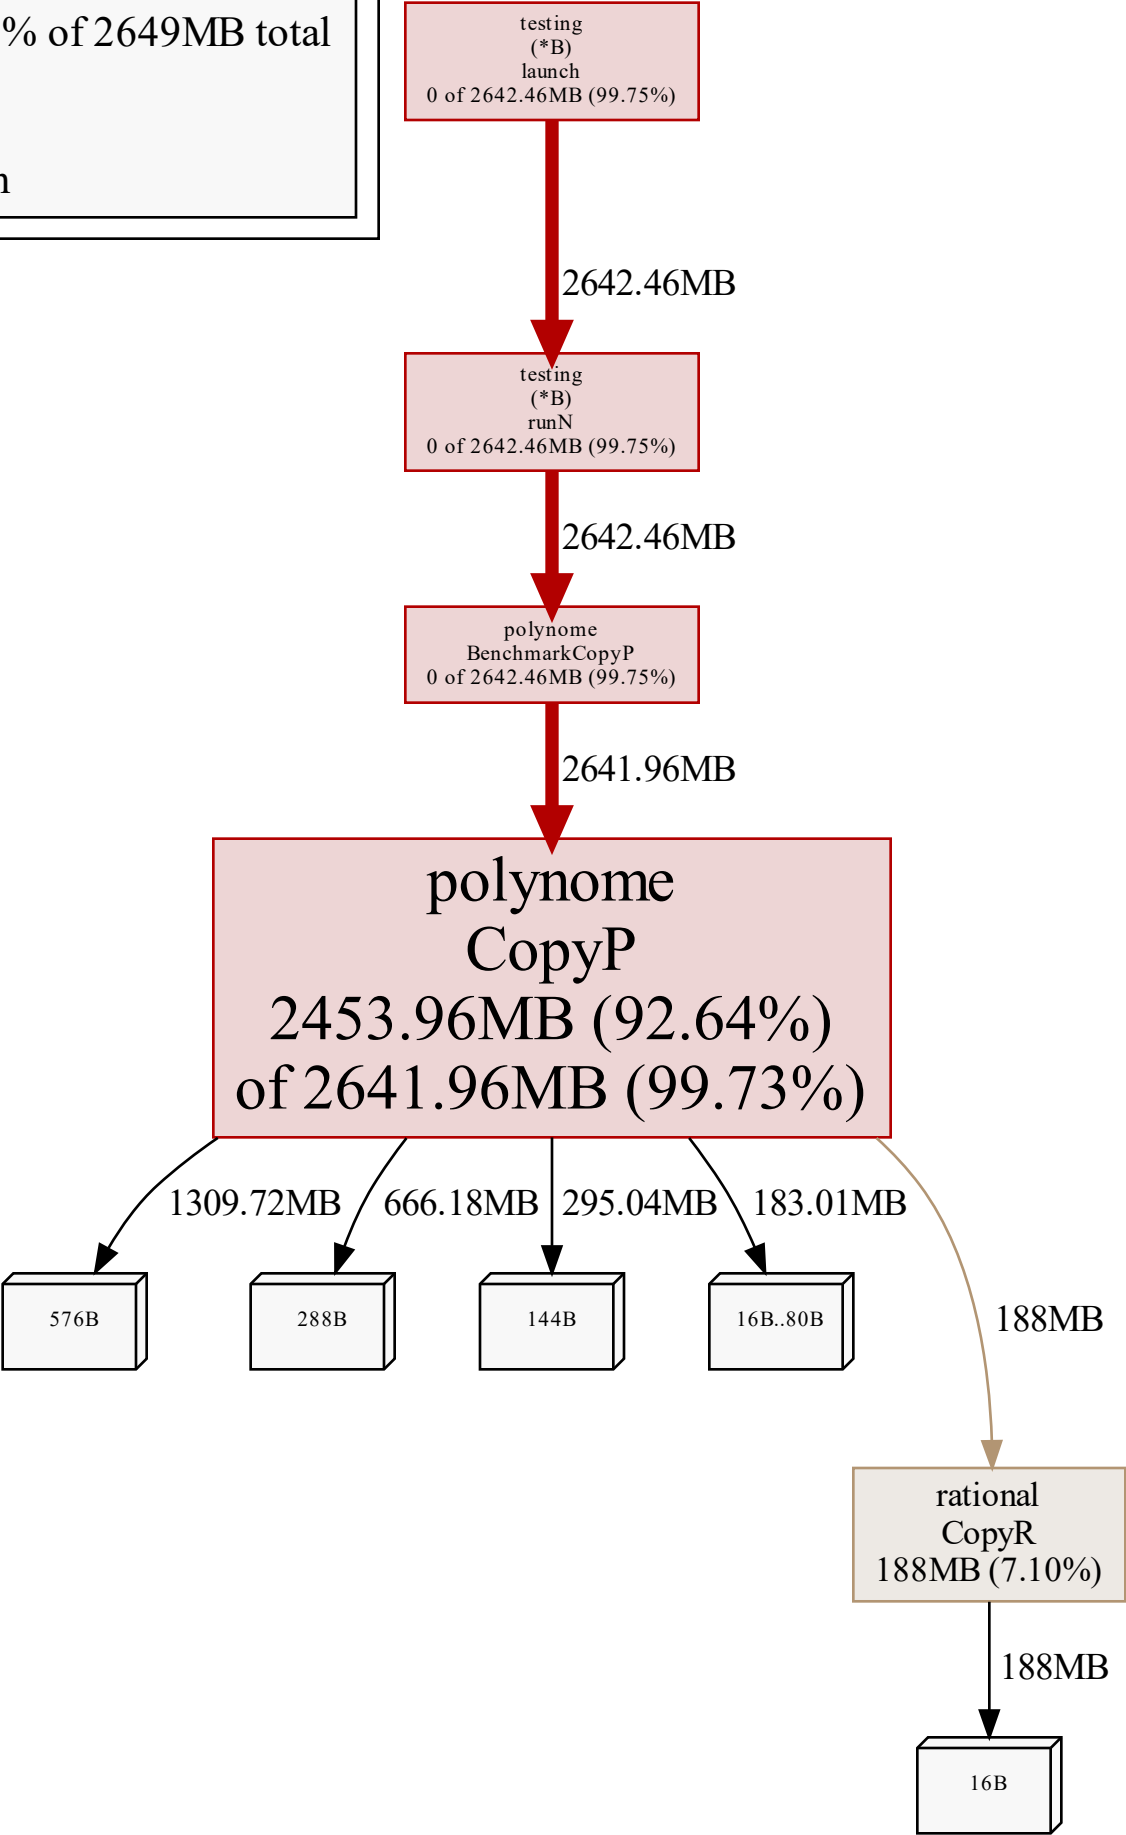 % of 2649MB total
n
testing
(*B)
launch
0 of 2642.46MB (99.75%)
2642.46MB
testing
(*B)
runN
0 of 2642.46MB (99.75%)
2642.46MB
polynome
BenchmarkCopyP
0 of 2642.46MB (99.75%)
2641.96MB
polynome
CopyP
2453.96MB (92.64%)
of 2641.96MB (99.73%)
1309.72MB 666.18MB 295.04MB 183.01MB
576B 288B 144B 16B..80B
188MB
rational
CopyR
188MB (7.10%)
188MB
16B